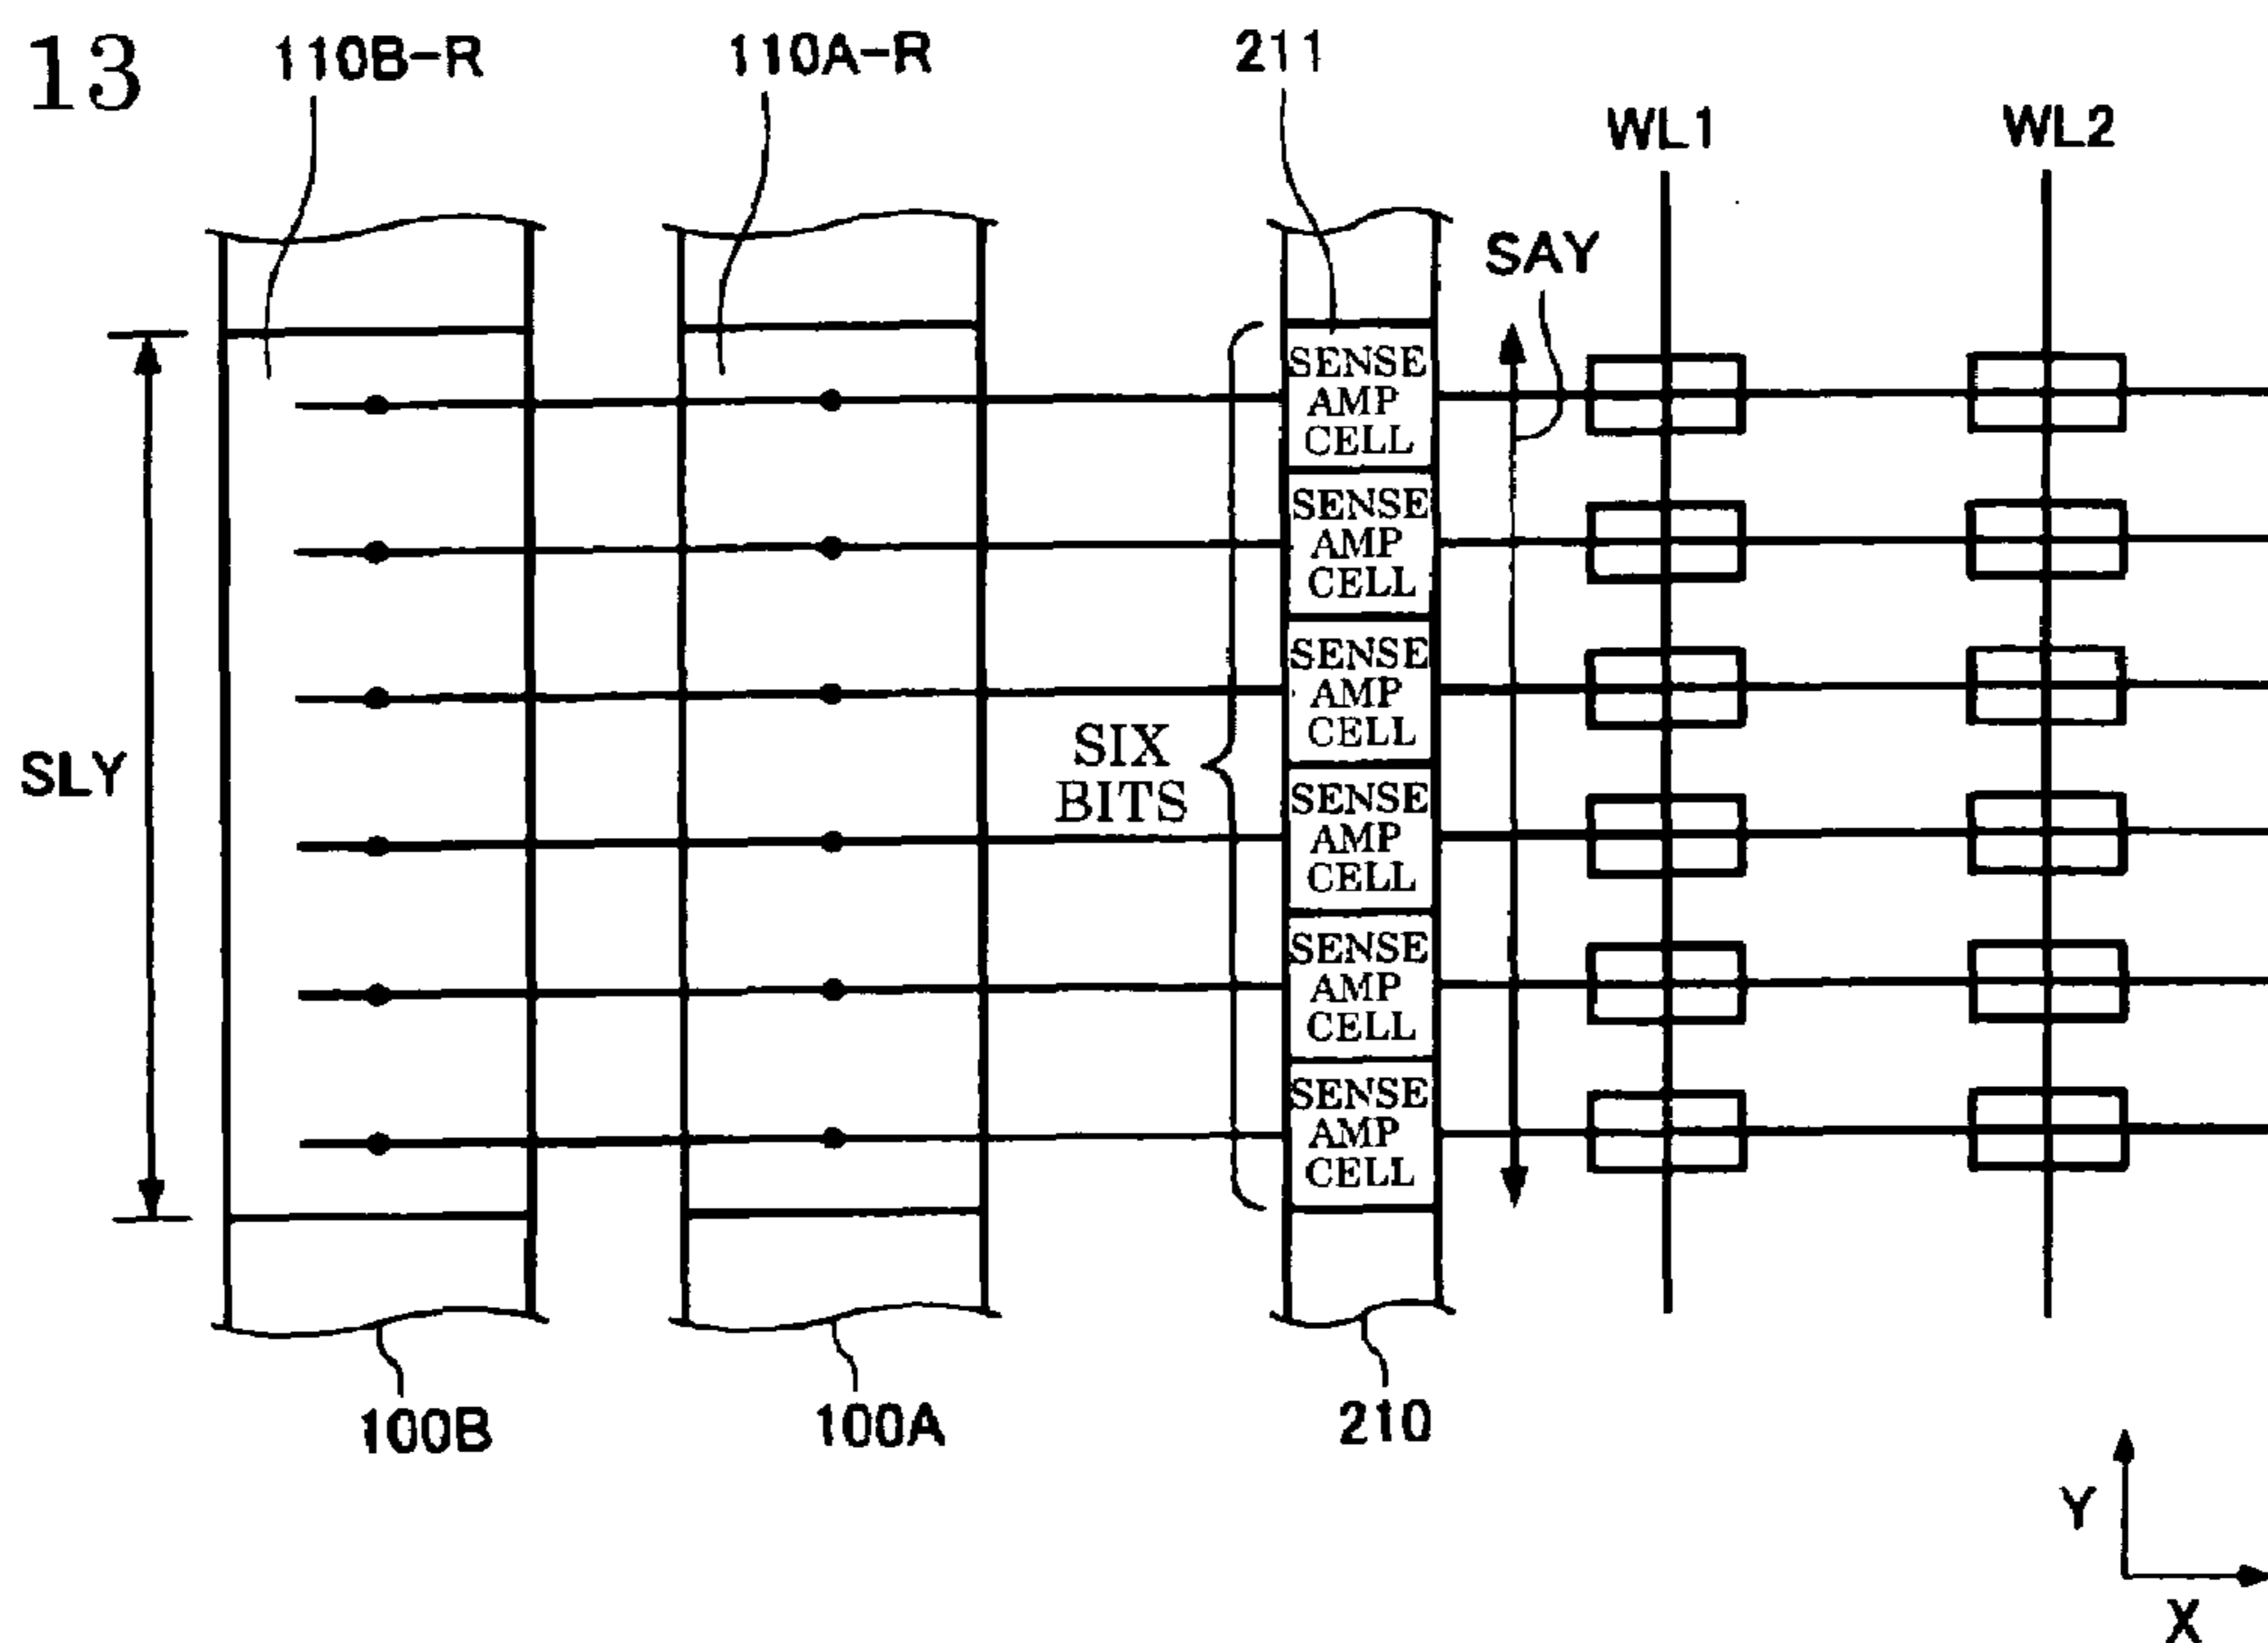 13
110B-R
110A-R
211
WL1
WL2
SAY
SENSE
AMP
CELL
SENSE
AMP
CELL
SENSE
AMP
CELL
SLY
SIX
BITS
SENSE
AMP
CELL
SENSE
AMP
CELL
SENSE
AMP
CELL
100B
100A
210
Y
X